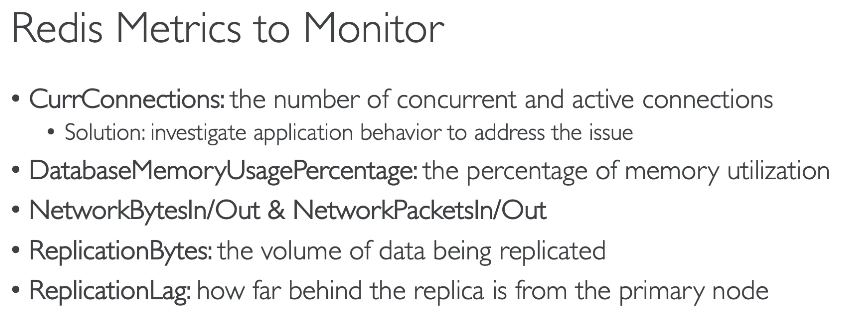 Redis Metrics to Monitor
• CurrConnections: the number of concurrent and active connections
• Solution: investigate application behavior to address the issue
• DatabaseMemoryUsagePercentage: the percentage of memory utilization
• NetworkBytesIn/Out & NetworkPacketsIn/Out
• ReplicationBytes: the volume of data being replicated
• ReplicationLag: how far behind the replica is from the primary node